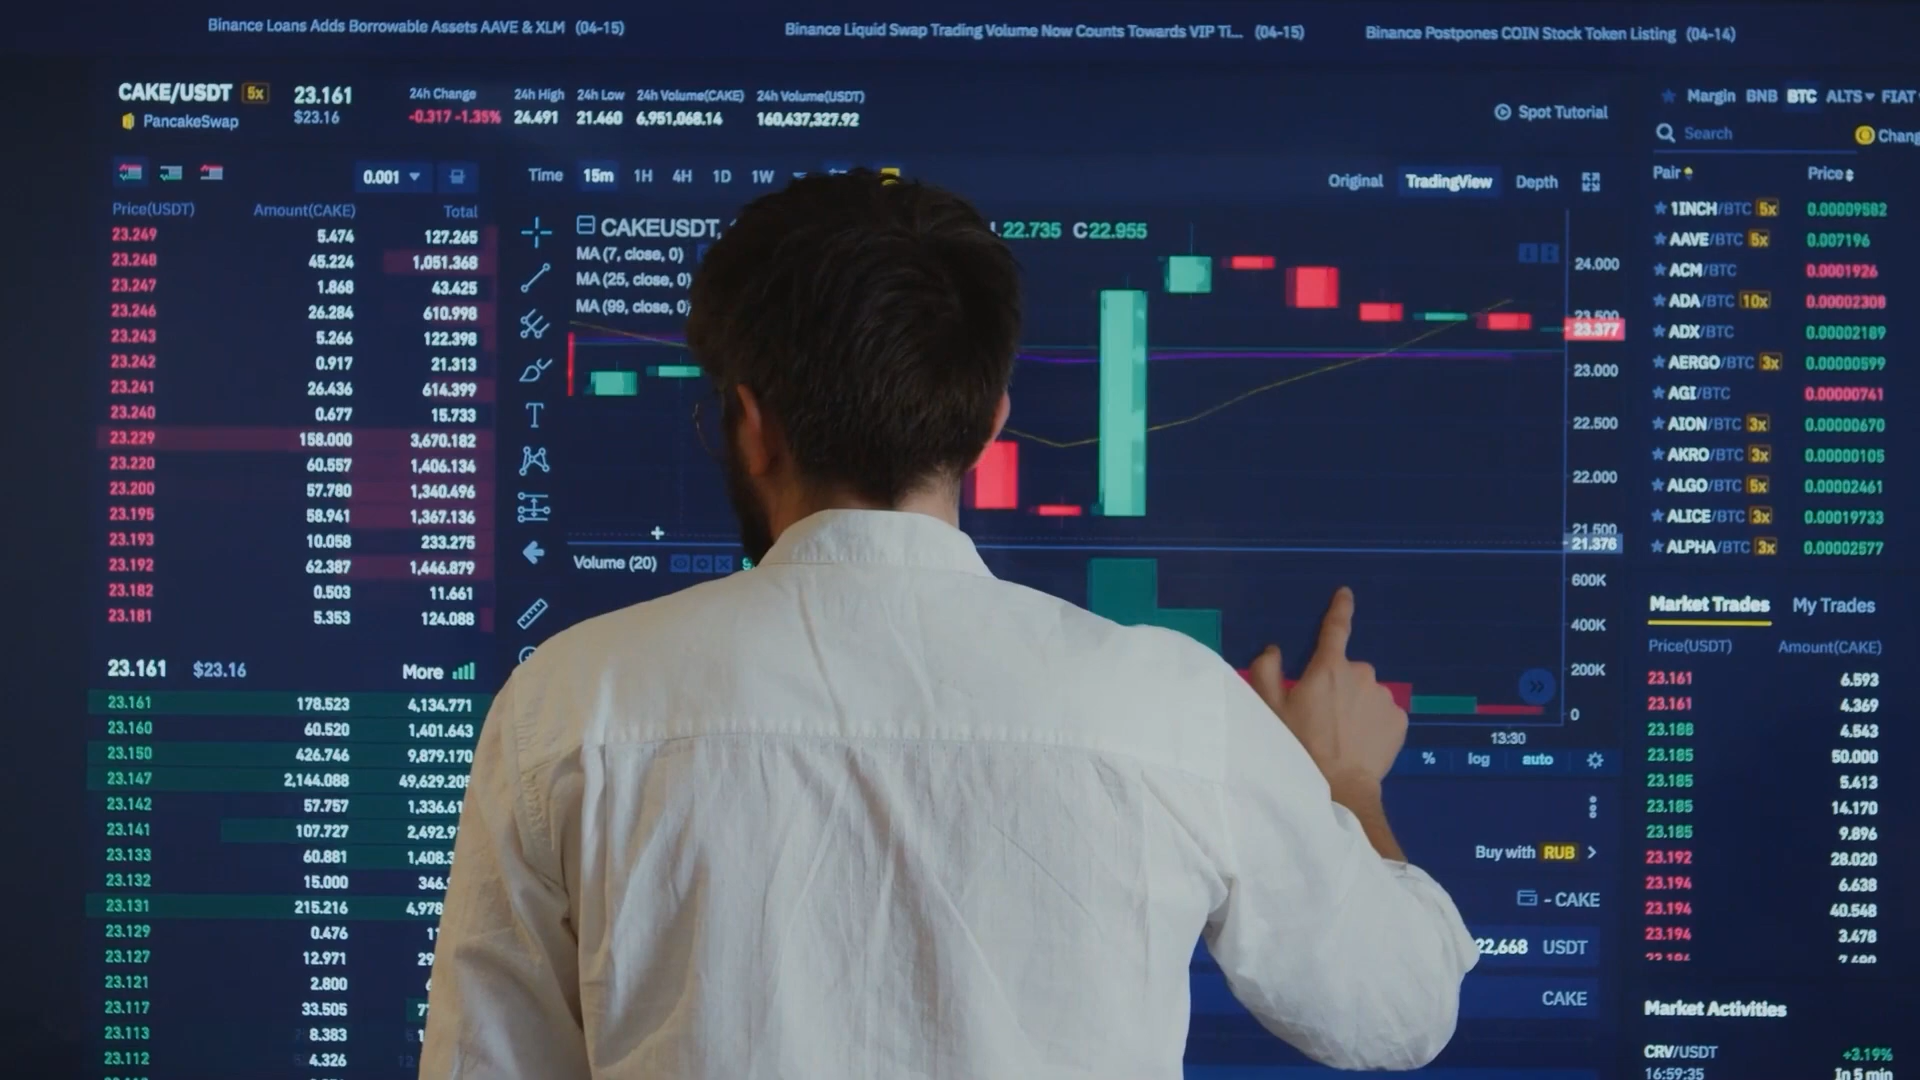 Binance Loans Adds Borrowable Assets AAVE & XLM (04-15)
Binance Liquid Swap Trading Volume Now Counts Towards VIP Ti... (04-15)
Binance Postpones COIN Stock Token Listing (04-14)
CAKE/USDT 5x
PancakeSwap
23.161
$23.16
24h Change
-0.317 -1.35%
24h High
24.491
24h Low
21.460
24h Volume(CAKE)
6,951,068.14
24h Volume(USDT)
160,437,327.92
Spot Tutorial
0.001
Price(USDT) Amount(CAKE) Total
23.249 5.474 127.265
23.248 45.224 1,051.368
23.247 1.868 43.425
23.246 26.284 610.998
23.243 5.266 122.398
23.242 0.917 21.313
23.241 26.436 614.399
23.240 0.677 15.733
23.229 158.000 3,670.182
23.220 60.557 1,406.134
23.200 57.780 1,340.496
23.195 58.941 1,367.136
23.193 10.058 233.275
23.192 62.387 1,446.879
23.182 0.503 11.661
23.181 5.353 124.088
23.161 $23.16 More
23.161 178.523 4,134.771
23.160 60.520 1,401.643
23.150 426.746 9,879.170
23.147 2,144.088 49,629.205
23.142 57.757 1,336.61
23.141 107.727 2,492.9
23.133 60.881 1,408.3
23.132 15.000 346.
23.131 215.216 4,978
23.129 0.476 1
23.127 12.971 29
23.121 2.800
23.117 33.505 7
23.113 8.383
23.112 4.326
Time 15m 1H 4H 1D 1W
Original TradingView Depth
CAKEUSDT, 22.735 C22.955
MA (7, close, 0)
MA (25, close, 0)
MA (99, close, 0)
24.000
23.500
23.377
23.000
22.500
22.000
21.500
21.376
Volume (20)
600K
400K
200K
0
13:30
% log auto
Buy with RUB
- CAKE
22,668 USDT
CAKE
Margin BNB BTC ALTS FIAT
Search Chang
Pair Price
1INCH/BTC 5x 0.00009582
AAVE/BTC 5x 0.007196
ACM/BTC 0.0001926
ADA/BTC 10x 0.00002308
ADX/BTC 0.00002189
AERGO/BTC 3x 0.00000599
AGI/BTC 0.00000741
AION/BTC 3x 0.00000670
AKRO/BTC 3x 0.00000105
ALGO/BTC 5x 0.00002461
ALICE/BTC 3x 0.00019733
ALPHA/BTC 3x 0.00002577
Market Trades My Trades
Price(USDT) Amount(CAKE)
23.161 6.593
23.161 4.369
23.188 4.543
23.185 50.000
23.185 5.413
23.185 14.170
23.185 9.896
23.192 28.020
23.194 6.638
23.194 40.548
23.194 3.478
Market Activities
CRV/USDT +3.19%
16:59:35 In 5 min